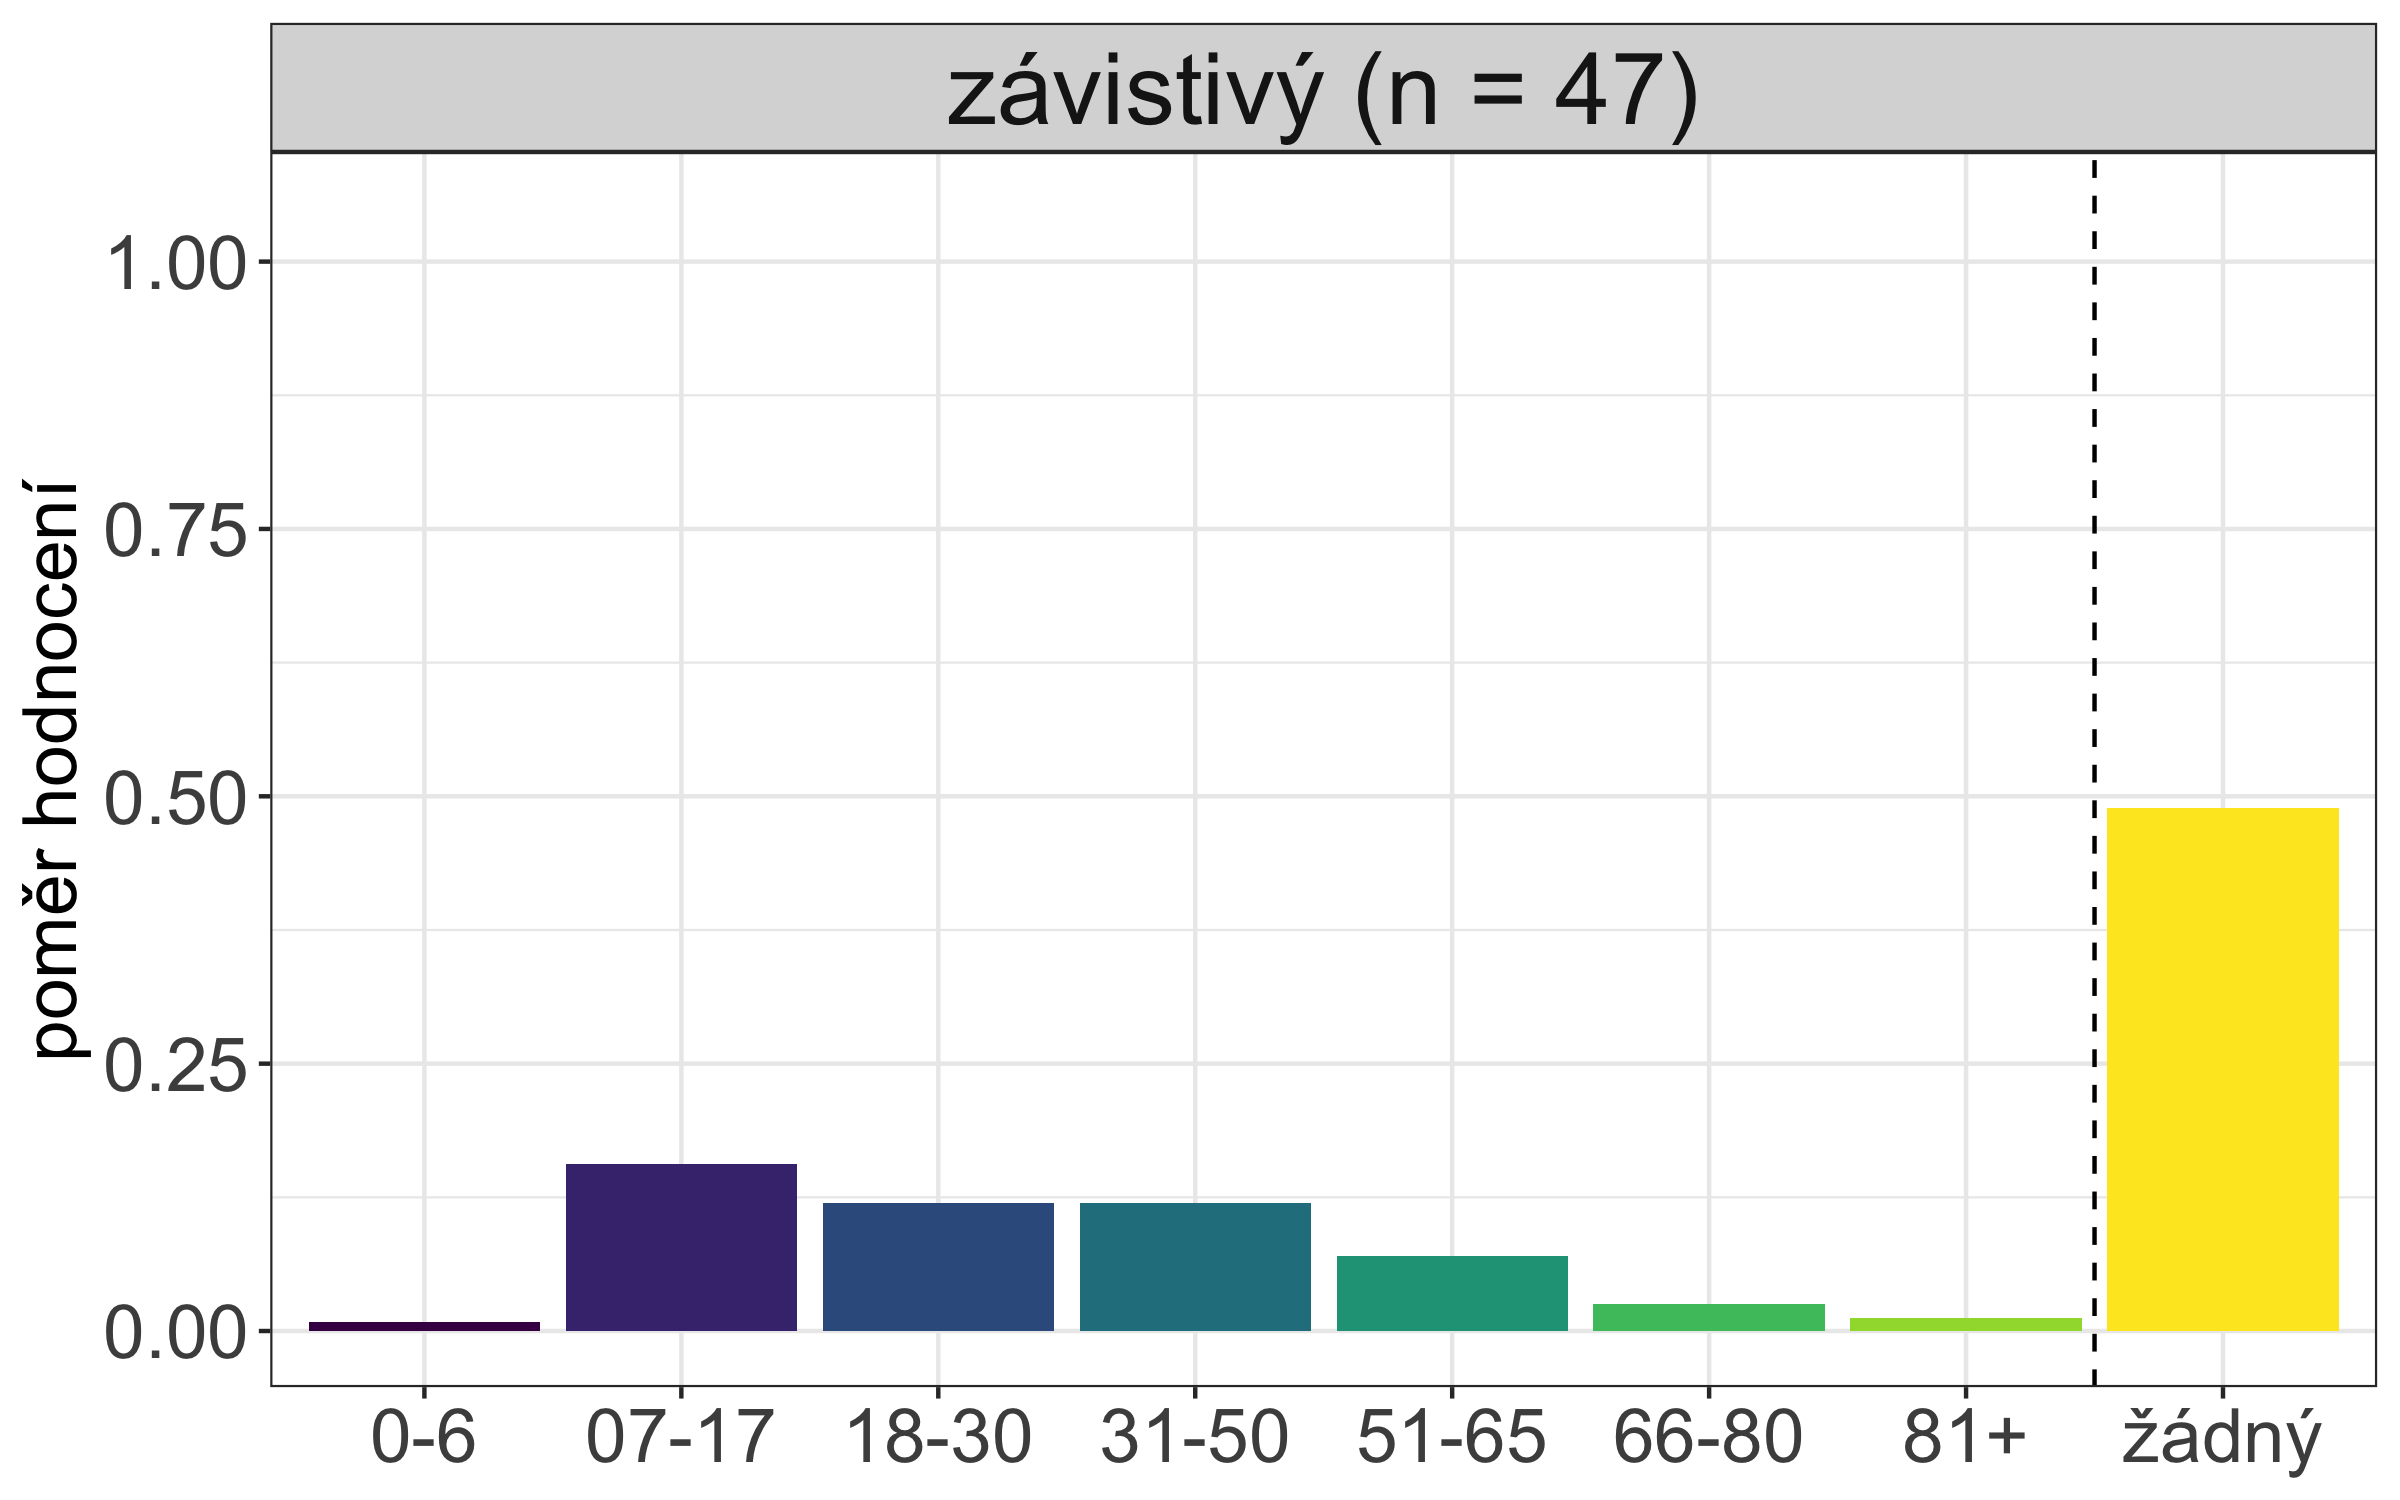 závistivý (n = 47)
poměr hodnocení
1.00
0.75
0.50
0.25
0.00
0-6 07-17 18-30 31-50 51-65 66-80 81+ žádný